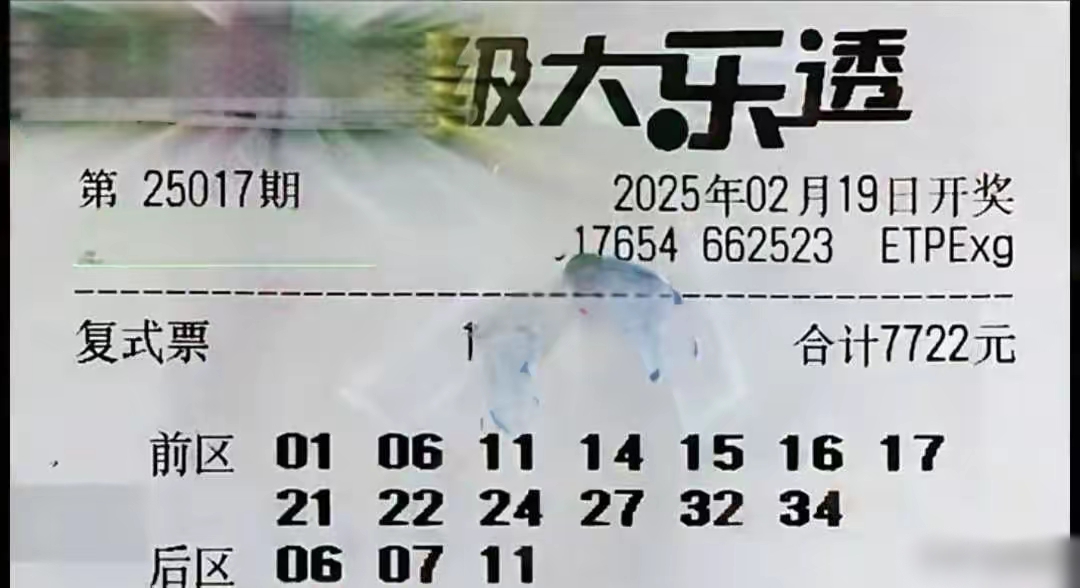 级大乐透
第 25017期
2025年02月19日开奖
17654 662523 ETPExg
复式票
合计7722元
前区 01 06 11 14 15 16 17
21 22 24 27 32 34
后区 06 07 11